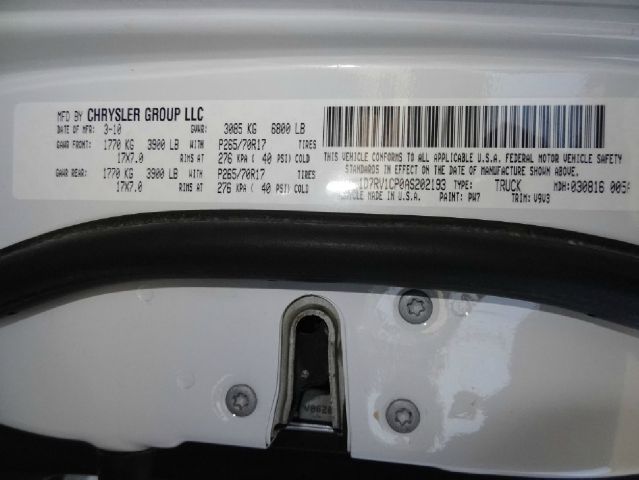 MFD BY CHRYSLER GROUP LLC
DATE OF MFR: 3-10 GVWR: 3085 KG 6800 LB
GAWR FRONT: 1770 KG 3900 LB WITH P265/70R17 TIRES
17X7.0 RIMS AT 276 KPA ( 40 PSI) COLD
GAWR REAR: 1770 KG 3900 LB WITH P265/70R17 TIRES
17X7.0 RIMS AT 276 KPA ( 40 PSI) COLD
THIS VEHICLE CONFORMS TO ALL APPLICABLE U.S.A. FEDERAL MOTOR VEHICLE SAFETY
STANDARDS IN EFFECT ON THE DATE OF MANUFACTURE SHOWN ABOVE.
1D7RV1CP0AS202193 TYPE: TRUCK MDH: 030816 005
VEHICLE MADE IN U.S.A. PAINT: PW7 TRIM: V9V3